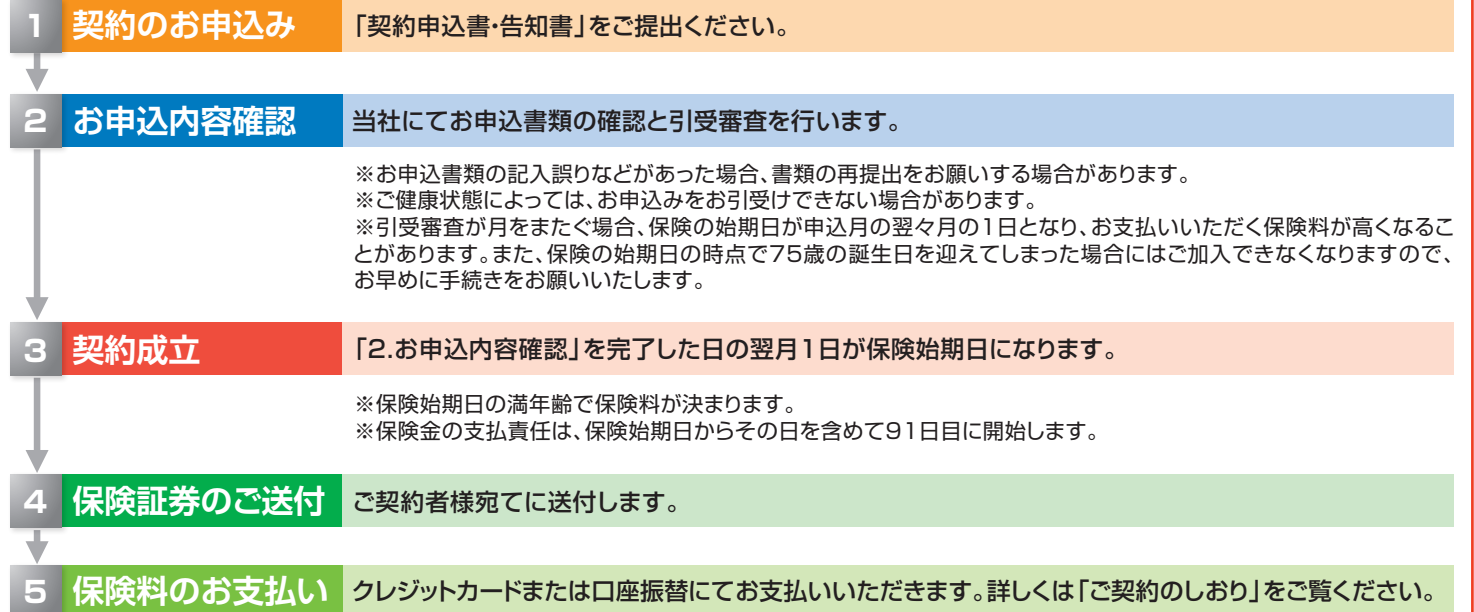 1 契約のお申込み 「契約申込書・告知書」をご提出ください。
2 お申込内容確認 当社にてお申込書類の確認と引受審査を行います。
※お申込書類の記入誤りなどがあった場合、書類の再提出をお願いする場合があります。
※ご健康状態によっては、お申込みをお引受けできない場合があります。
※引受審査が月をまたぐ場合、保険の始期日が申込月の翌々月の1日となり、お支払いいただく保険料が高くなるこ
とがあります。また、保険の始期日の時点で75歳の誕生日を迎えてしまった場合にはご加入できなくなりますので、
お早めに手続きをお願いいたします。
3 契約成立 「2.お申込内容確認」を完了した日の翌月1日が保険始期日になります。
※保険始期日の満年齢で保険料が決まります。
※保険金の支払責任は、保険始期日からその日を含めて91日目に開始します。
4 保険証券のご送付 ご契約者様宛てに送付します。
5 保険料のお支払い クレジットカードまたは口座振替にてお支払いいただきます。詳しくは「ご契約のしおり」をご覧ください。